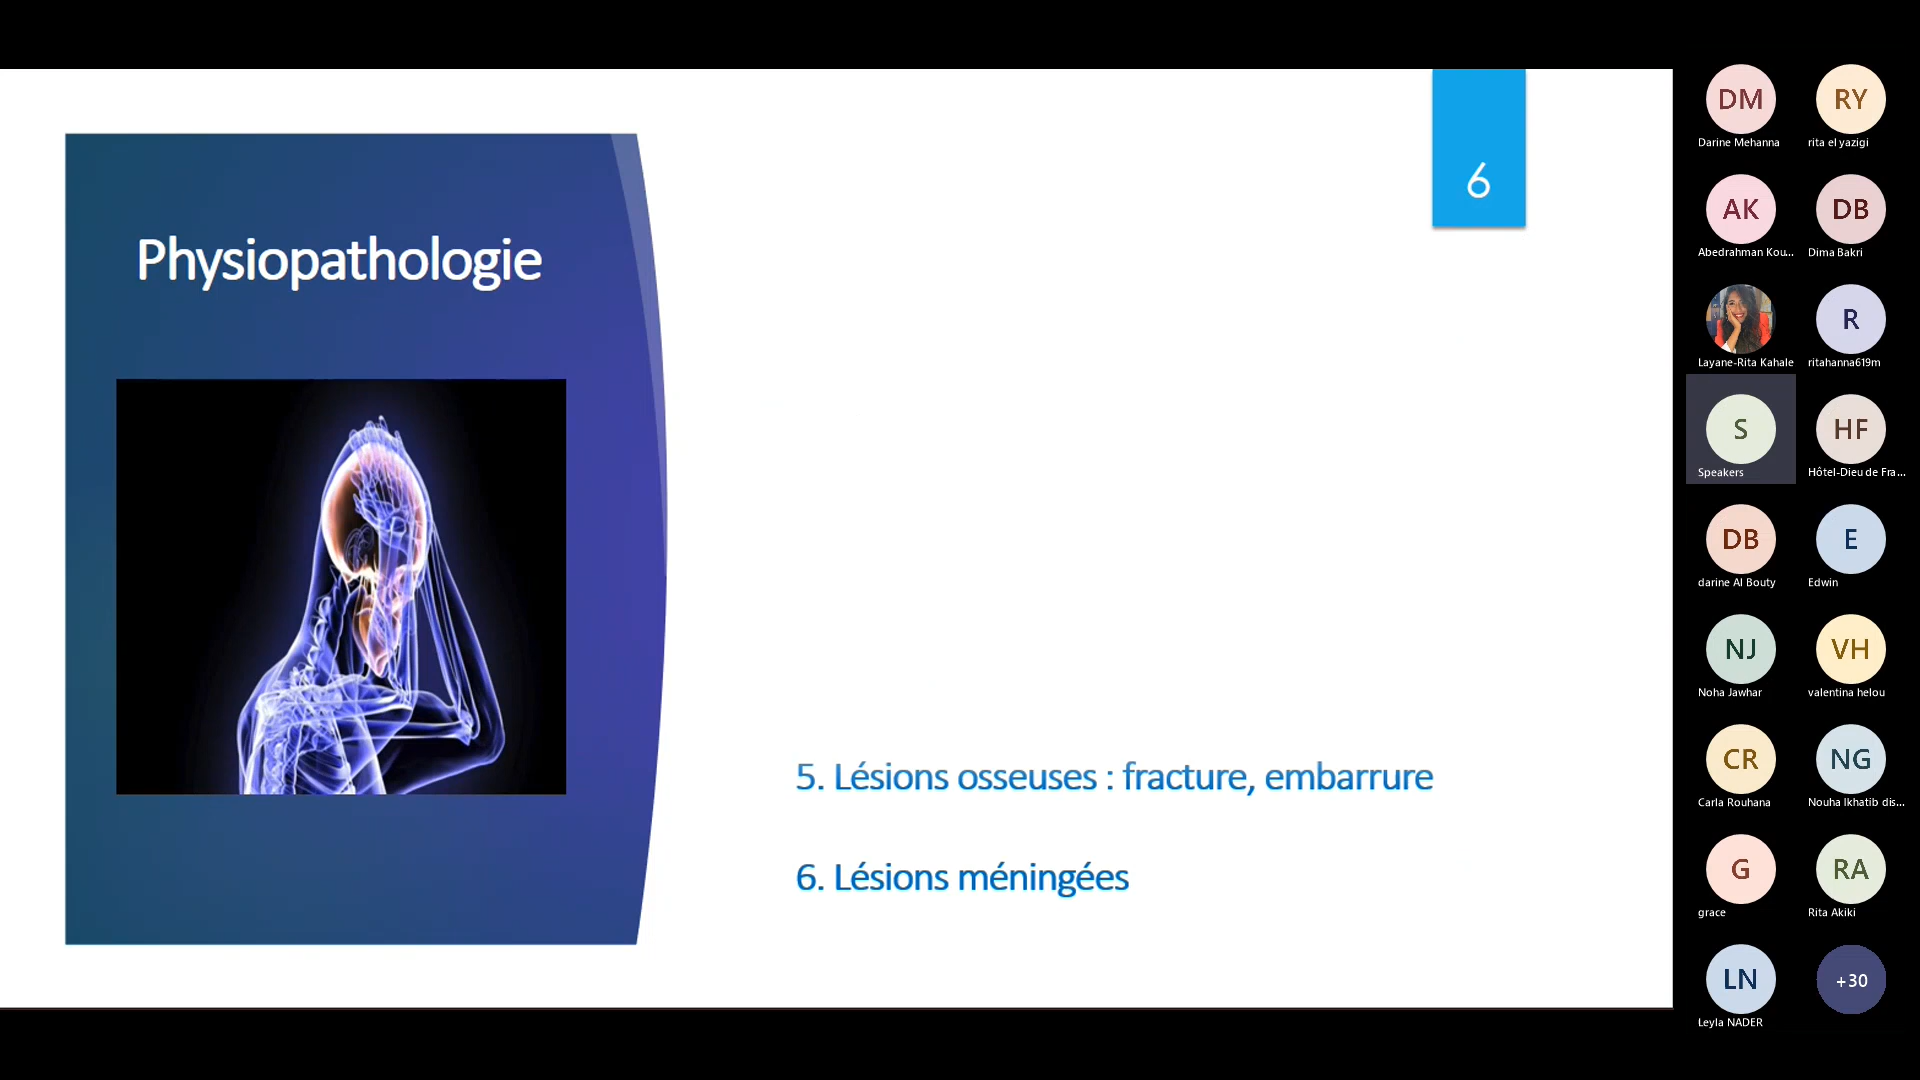 6
Physiopathologie
5. Lésions osseuses : fracture, embarrure
6. Lésions méningées
DM
Darine Mehanna
RY
rita el yazigi
AK
Abedrahman Kou...
DB
Dima Bakri
Layane-Rita Kahale
R
ritahanna619m
S
Speakers
HF
Hôtel-Dieu de Fra...
DB
darine Al Bouty
E
Edwin
NJ
Noha Jawhar
VH
valentina helou
CR
Carla Rouhana
NG
Nouha lkhatib dis...
G
grace
RA
Rita Akiki
LN
Leyla NADER
+30